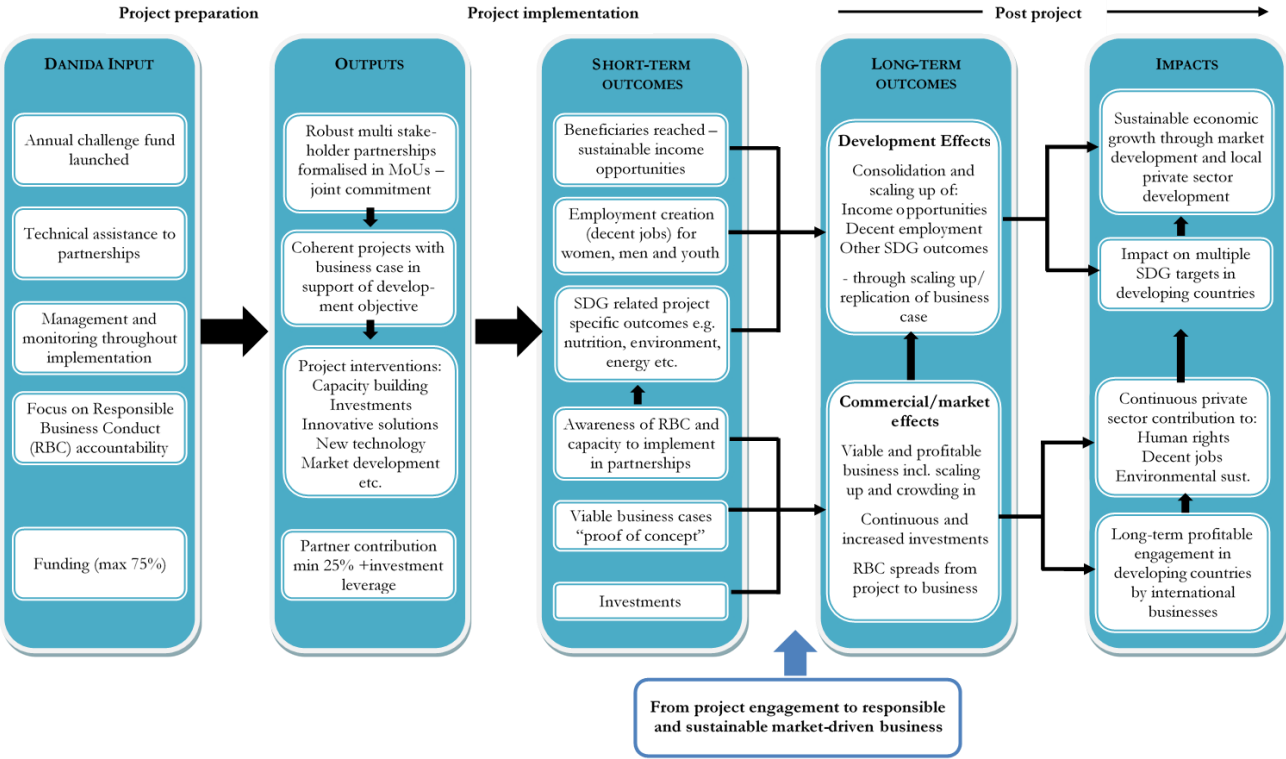 Project preparation
Project implementation
Post project
DANIDA INPUT
Annual challenge fund
launched
Technical assistance to
partnerships
Management and
monitoring throughout
implementation
Focus on Responsible
Business Conduct
(RBC) accountability
Funding (max 75%)
OUTPUTS
Robust multi stake-
holder partnerships
formalised in MoUs –
joint commitment
Coherent projects with
business case in
support of develop-
ment objective
Project interventions:
Capacity building
Investments
Innovative solutions
New technology
Market development
etc.
Partner contribution
min 25% +investment
leverage
SHORT-TERM
OUTCOMES
Beneficiaries reached –
sustainable income
opportunities
Employment creation
(decent jobs) for
women, men and youth
SDG related project
specific outcomes e.g.
nutrition, environment,
energy etc.
Awareness of RBC and
capacity to implement
in partnerships
Viable business cases
“proof of concept”
Investments
LONG-TERM
OUTCOMES
Development Effects
Consolidation and
scaling up of:
Income opportunities
Decent employment
Other SDG outcomes
- through scaling up/
replication of business
case
Commercial/market
effects
Viable and profitable
business incl. scaling
up and crowding in
Continuous and
increased investments
RBC spreads from
project to business
IMPACTS
Sustainable economic
growth through market
development and local
private sector
development
Impact on multiple
SDG targets in
developing countries
Continuous private
sector contribution to:
Human rights
Decent jobs
Environmental sust.
Long-term profitable
engagement in
developing countries
by international
businesses
From project engagement to responsible
and sustainable market-driven business